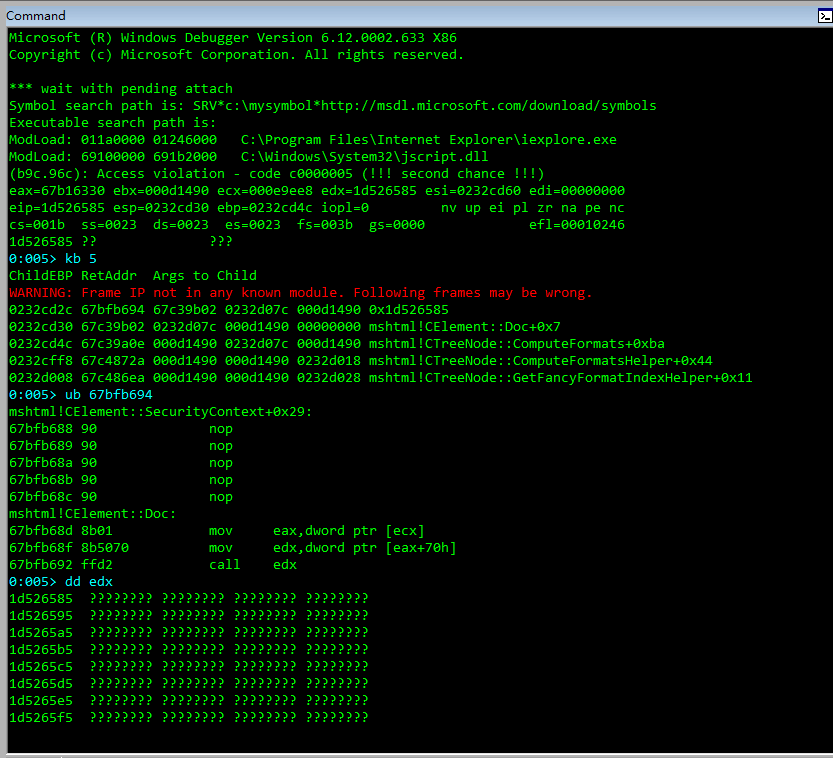 Command
Microsoft (R) Windows Debugger Version 6.12.0002.633 X86
Copyright (c) Microsoft Corporation. All rights reserved.
*** wait with pending attach
Symbol search path is: SRV*c:\mysymbol*http://msdl.microsoft.com/download/symbols
Executable search path is:
ModLoad: 011a0000 01246000   C:\Program Files\Internet Explorer\iexplore.exe
ModLoad: 69100000 691b2000   C:\Windows\System32\jscript.dll
(b9c.96c): Access violation - code c0000005 (!!! second chance !!!)
eax=67b16330 ebx=000d1490 ecx=000e9ee8 edx=1d526585 esi=0232cd60 edi=00000000
eip=1d526585 esp=0232cd30 ebp=0232cd4c iopl=0         nv up ei pl zr na pe nc
cs=001b  ss=0023  ds=0023  es=0023  fs=003b  gs=0000             efl=00010246
1d526585 ??              ???
0:005> kb 5
ChildEBP RetAddr  Args to Child
WARNING: Frame IP not in any known module. Following frames may be wrong.
0232cd2c 67bfb694 67c39b02 0232d07c 000d1490 0x1d526585
0232cd30 67c39b02 0232d07c 000d1490 00000000 mshtml!CElement::Doc+0x7
0232cd4c 67c39a0e 000d1490 0232d07c 000d1490 mshtml!CTreeNode::ComputeFormats+0xba
0232cff8 67c4872a 000d1490 000d1490 0232d018 mshtml!CTreeNode::ComputeFormatsHelper+0x44
0232d008 67c486ea 000d1490 000d1490 0232d028 mshtml!CTreeNode::GetFancyFormatIndexHelper+0x11
0:005> ub 67bfb694
mshtml!CElement::SecurityContext+0x29:
67bfb688 90              nop
67bfb689 90              nop
67bfb68a 90              nop
67bfb68b 90              nop
67bfb68c 90              nop
mshtml!CElement::Doc:
67bfb68d 8b01            mov     eax,dword ptr [ecx]
67bfb68f 8b5070          mov     edx,dword ptr [eax+70h]
67bfb692 ffd2            call    edx
0:005> dd edx
1d526585  ???????? ???????? ???????? ????????
1d526595  ???????? ???????? ???????? ????????
1d5265a5  ???????? ???????? ???????? ????????
1d5265b5  ???????? ???????? ???????? ????????
1d5265c5  ???????? ???????? ???????? ????????
1d5265d5  ???????? ???????? ???????? ????????
1d5265e5  ???????? ???????? ???????? ????????
1d5265f5  ???????? ???????? ???????? ????????